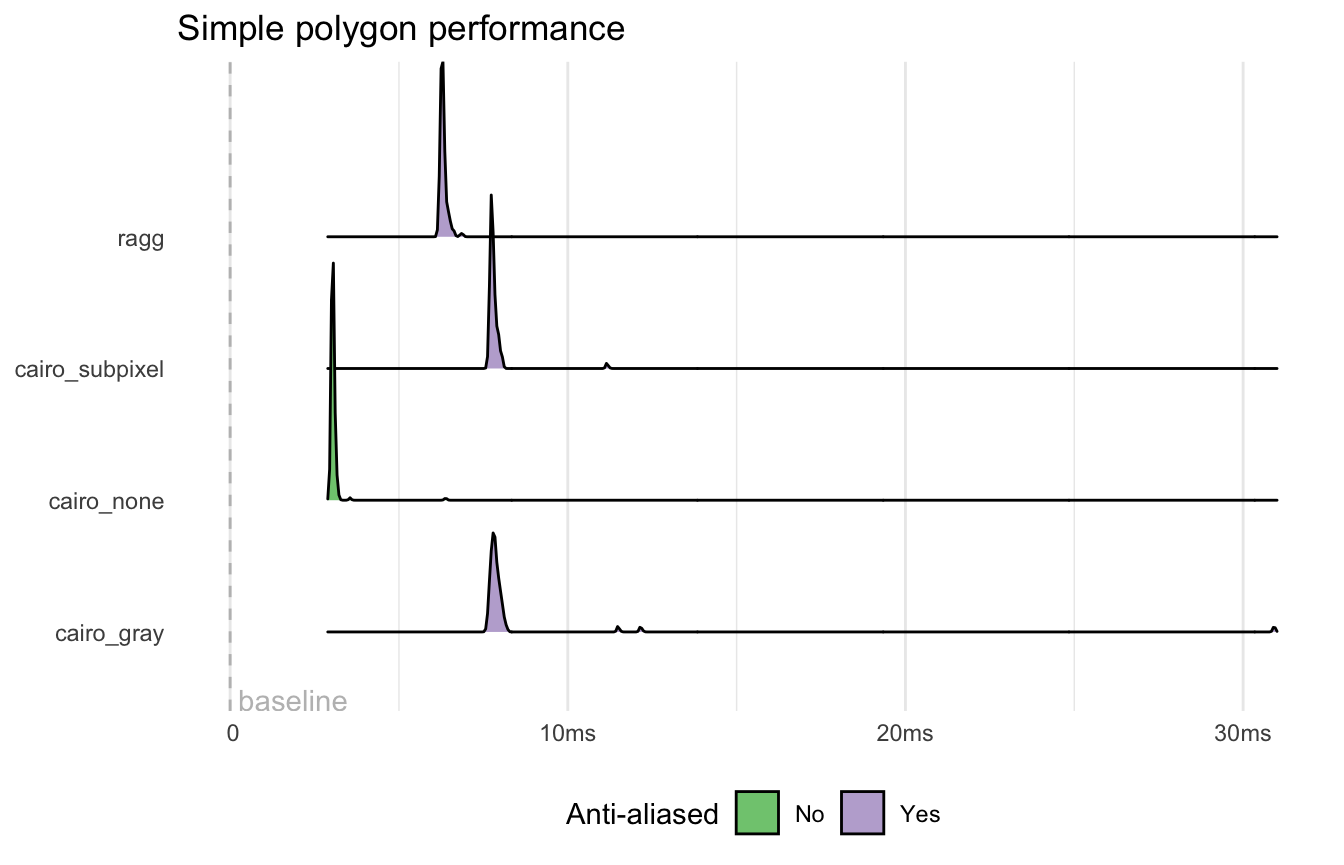 Simple polygon performance
ragg
cairo_subpixel
cairo_none
cairo_gray
baseline
0 10ms 20ms 30ms
Anti-aliased No Yes